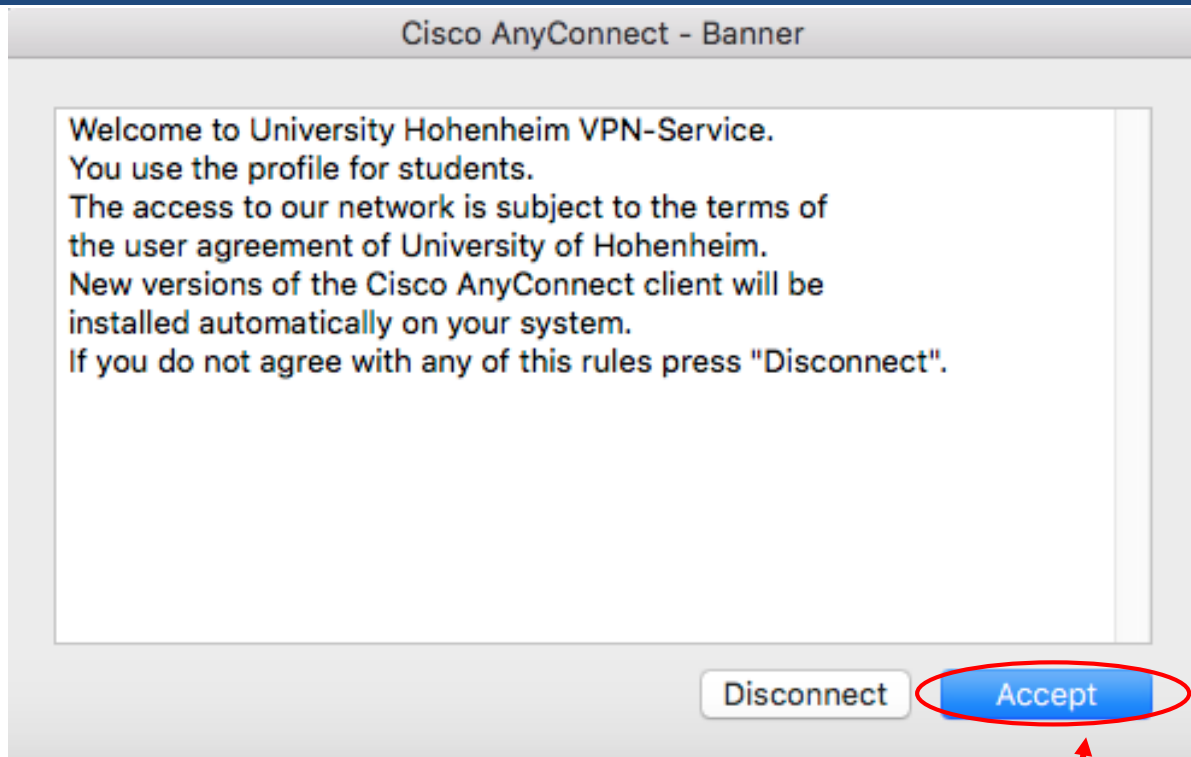 Cisco AnyConnect - Banner
Welcome to University Hohenheim VPN-Service.
You use the profile for students.
The access to our network is subject to the terms of
the user agreement of University of Hohenheim.
New versions of the Cisco AnyConnect client will be
installed automatically on your system.
If you do not agree with any of this rules press "Disconnect".
Disconnect Accept